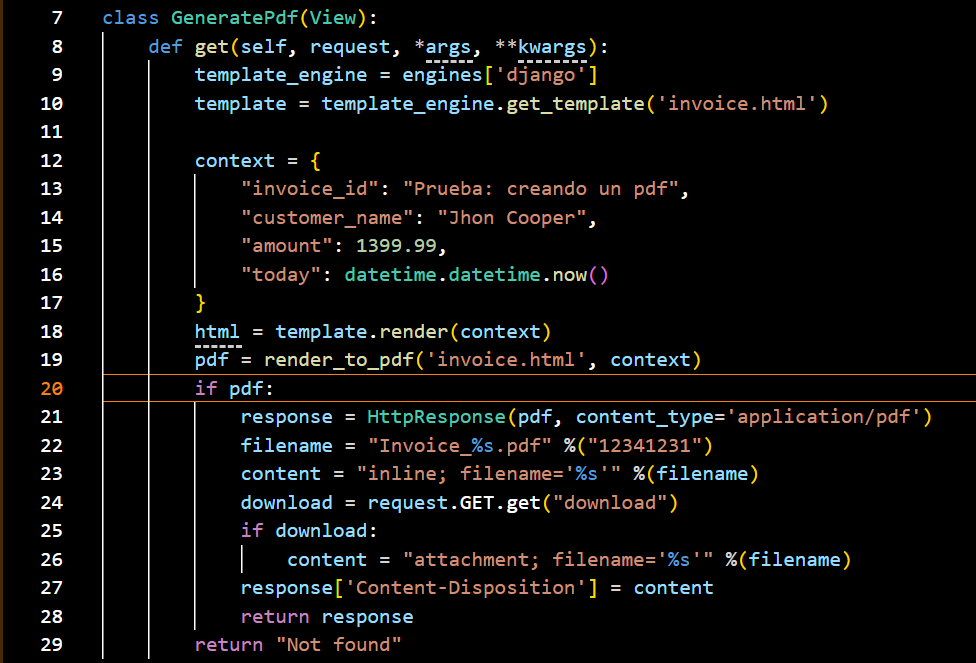 7 class GeneratePdf(View):
8     def get(self, request, *args, **kwargs):
9         template_engine = engines['django']
10         template = template_engine.get_template('invoice.html')
11
12         context = {
13             "invoice_id": "Prueba: creando un pdf",
14             "customer_name": "Jhon Cooper",
15             "amount": 1399.99,
16             "today": datetime.datetime.now()
17         }
18         html = template.render(context)
19         pdf = render_to_pdf('invoice.html', context)
20         if pdf:
21             response = HttpResponse(pdf, content_type='application/pdf')
22             filename = "Invoice_%s.pdf" %("12341231")
23             content = "inline; filename='%s'" %(filename)
24             download = request.GET.get("download")
25             if download:
26                 content = "attachment; filename='%s'" %(filename)
27             response['Content-Disposition'] = content
28             return response
29         return "Not found"